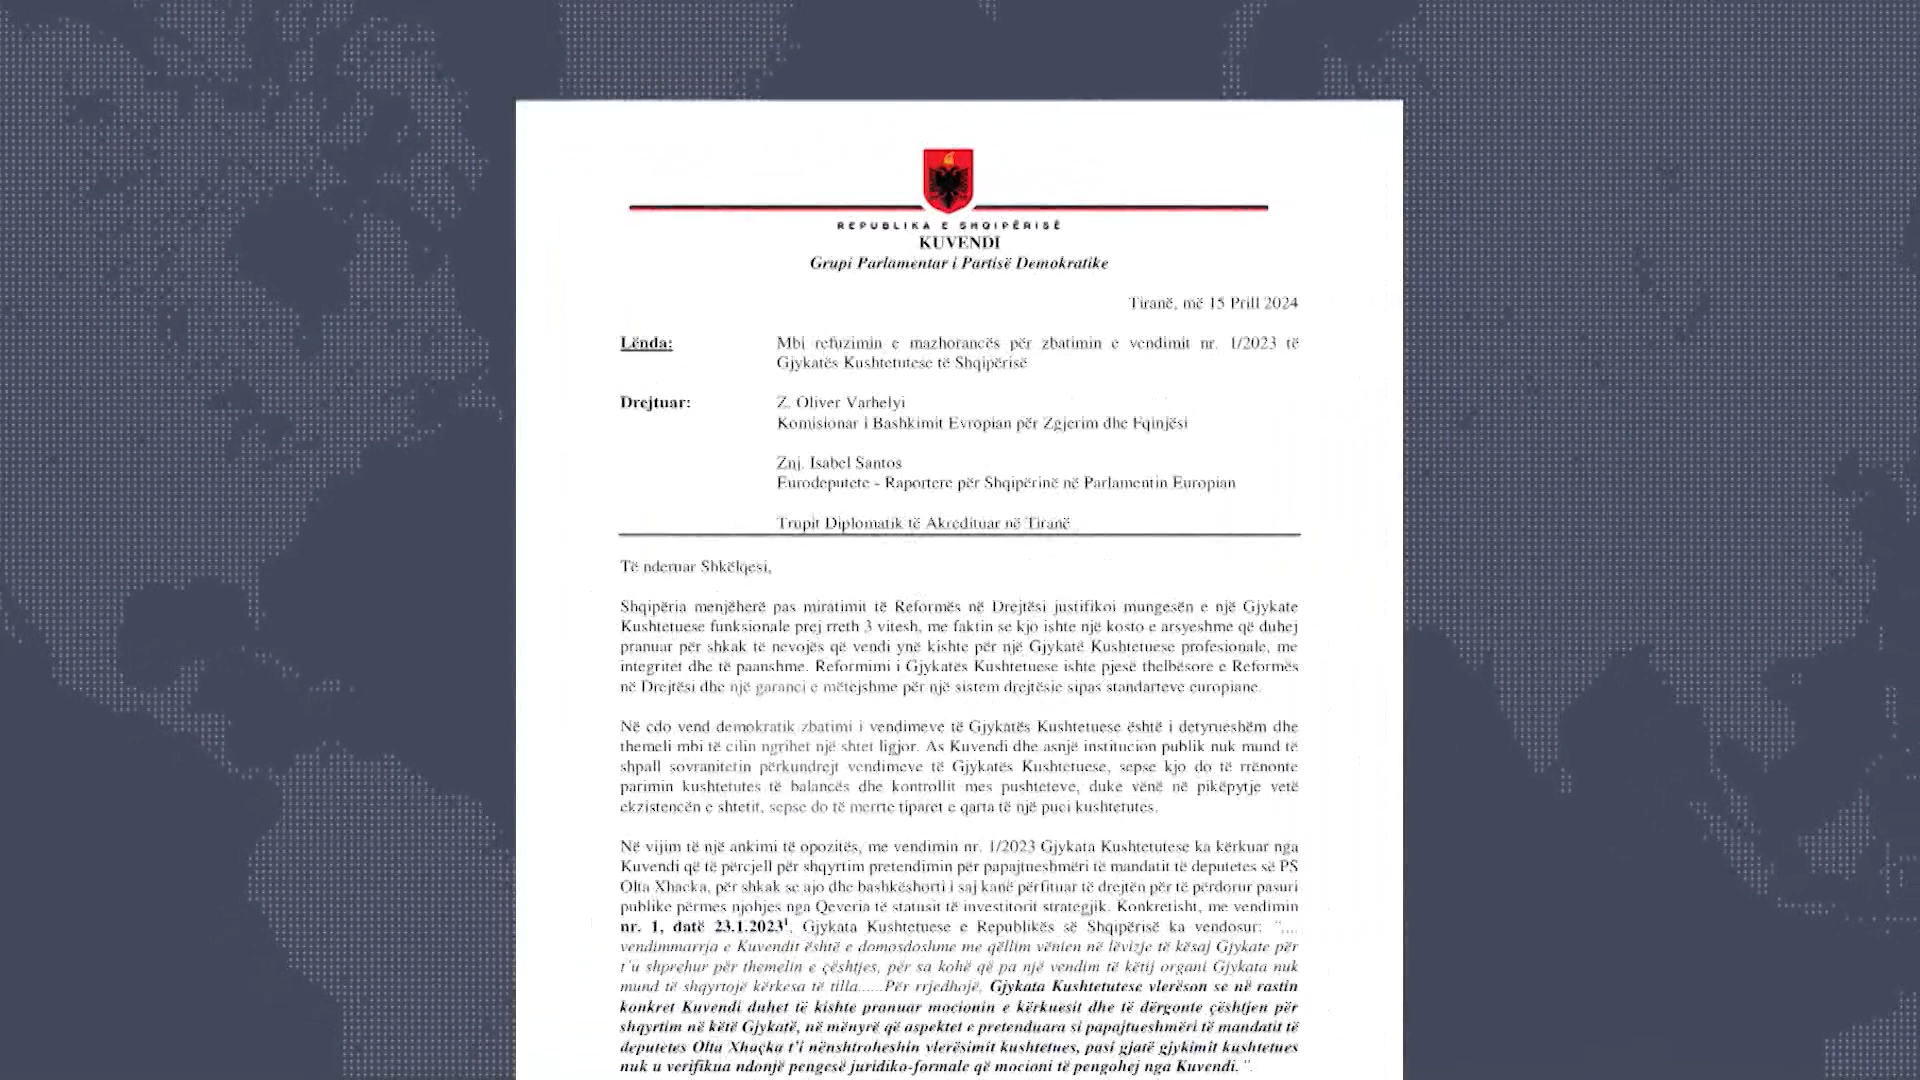 REPUBLIKA E SHQIPËRISË
KUVENDI
Grupi Parlamentar i Partisë Demokratike
Tiranë, më 15 Prill 2024
Lënda: Mbi refuzimin e mazhorancës për zbatimin e vendimit nr. 1/2023 të
Gjykatës Kushtetutese të Shqipërisë
Drejtuar: Z. Oliver Varhelyi
Komisionar i Bashkimit Evropian për Zgjerim dhe Fqinjësi
Znj. Isabel Santos
Eurodeputete - Raportere për Shqipërinë në Parlamentin Europian
Trupit Diplomatik të Akredituar në Tiranë
Të nderuar Shkëlqesi,
Shqipëria menjëherë pas miratimit të Reformës në Drejtësi justifikoi mungesën e një Gjykate
Kushtetuese funksionale prej rreth 3 vitesh, me faktin se kjo ishte një kosto e arsyeshme që duhej
pranuar për shkak të nevojës që vendi ynë kishte për një Gjykatë Kushtetuese profesionale, me
integritet dhe të paanshme. Reformimi i Gjykatës Kushtetuese ishte pjesë thelbësore e Reformës
në Drejtësi dhe një garanci e mëtejshme për një sistem drejtësie sipas standarteve europiane.
Në cdo vend demokratik zbatimi i vendimeve të Gjykatës Kushtetuese është i detyrueshëm dhe
themeli mbi të cilin ngrihet një shtet ligjor. As Kuvendi dhe asnjë institucion publik nuk mund të
shpall sovranitetin përkundrejt vendimeve të Gjykatës Kushtetuese, sepse kjo do të rrënonte
parimin kushtetutes të balancës dhe kontrollit mes pushteteve, duke vënë në pikëpytje vetë
ekzistencën e shtetit, sepse do të merrte tiparet e qarta të një puçi kushtetutes.
Në vijim të një ankimi të opozitës, me vendimin nr. 1/2023 Gjykata Kushtetutese ka kërkuar nga
Kuvendi që të përcjell për shqyrtim pretendimin për papajtueshmëri të mandatit të deputetes së PS
Olta Xhacka, për shkak se ajo dhe bashkëshorti i saj kanë përfituar të drejtën për të përdorur pasuri
publike përmes njohjes nga Qeveria të statusit të investitorit strategjik. Konkretisht, me vendimin
nr. 1, datë 23.1.2023¹, Gjykata Kushtetuese e Republikës së Shqipërisë ka vendosur: "....
vendimmarrja e Kuvendit është e domosdoshme me qëllim vënien në lëvizje të kësaj Gjykate për
t'u shprehur për themelin e çështjes, për sa kohë që pa një vendim të këtij organi Gjykata nuk
mund të shqyrtojë kërkesa të tilla......Për rrjedhojë, Gjykata Kushtetutese vlerëson se në rastin
konkret Kuvendi duhet të kishte pranuar mocionin e kërkuesit dhe të dërgonte çështjen për
shqyrtim në këtë Gjykatë, në mënyrë që aspektet e pretenduara si papajtueshmëri të mandatit të
deputetes Olta Xhaçka t'i nënshtroheshin vlerësimit kushtetues, pasi gjatë gjykimit kushtetues
nuk u verifikua ndonjë pengesë juridiko-formale që mocioni të pengohej nga Kuvendi.".